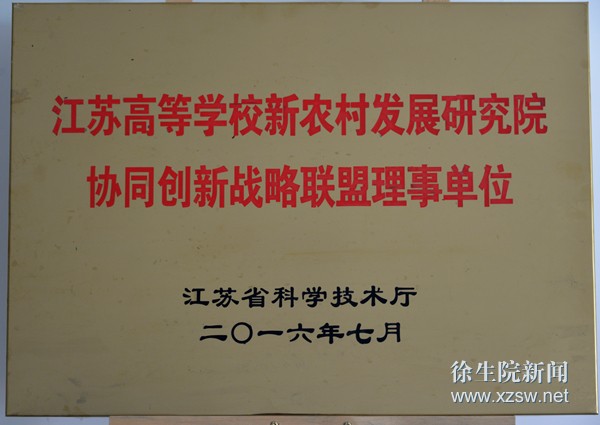 江苏高等学校新农村发展研究院
协同创新战略联盟理事单位
江苏省科学技术厅
二〇一六年七月
徐生院新闻
www.xzsw.net